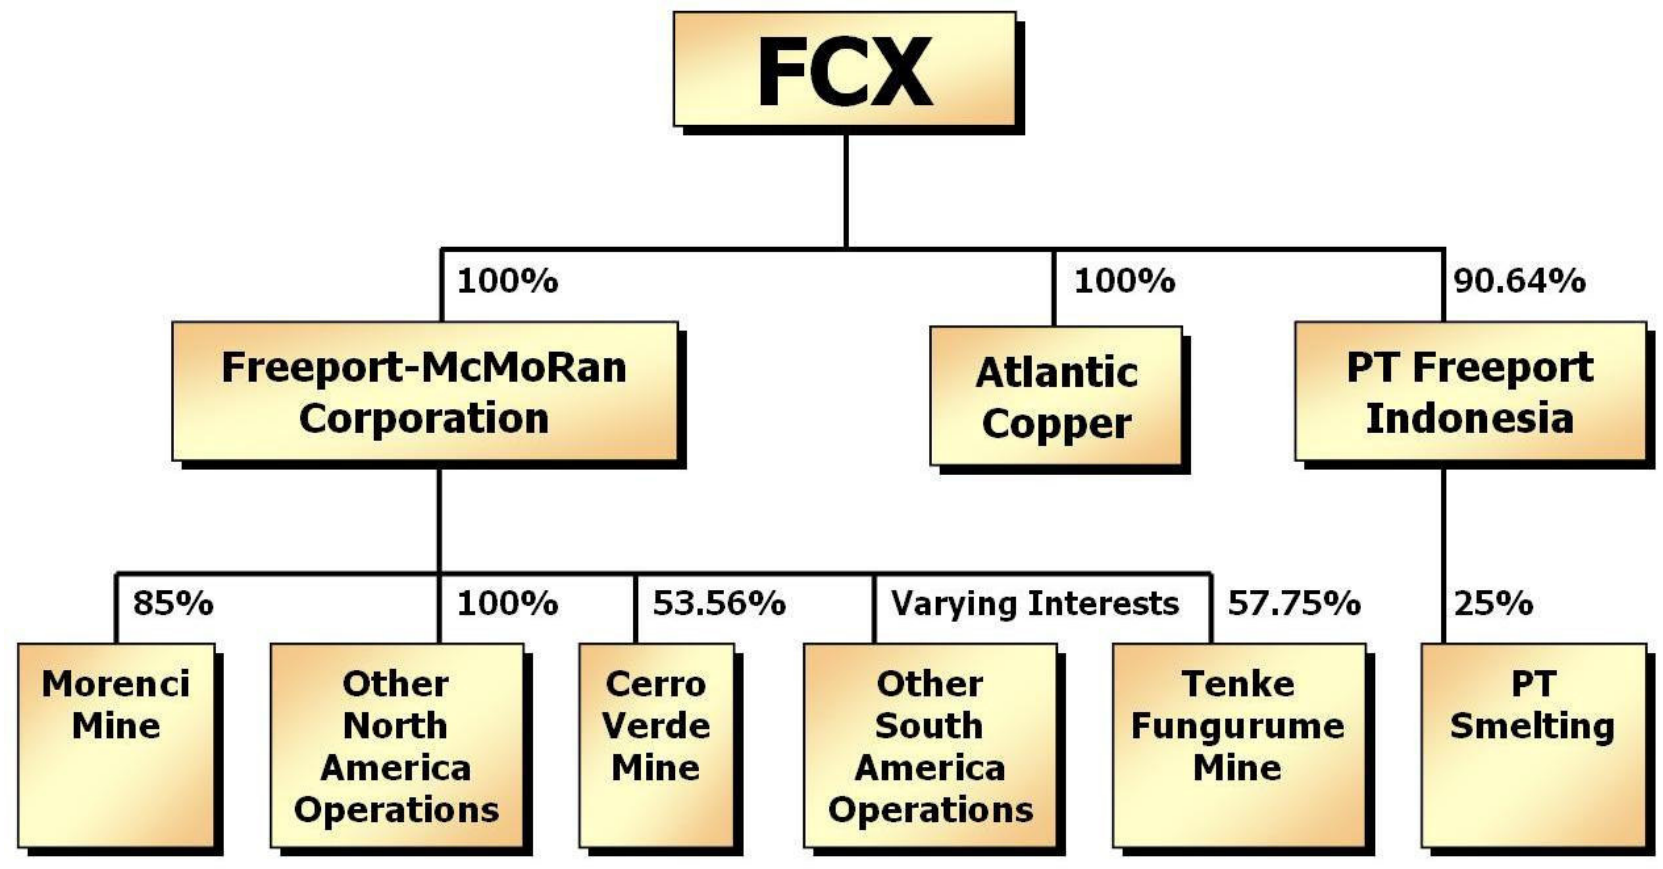 FCX
100%
100%
90.64%
Freeport-McMoRan
Corporation
Atlantic
Copper
PT Freeport
Indonesia
85%
100%
53.56%
Varying Interests
57.75%
25%
Morenci
Mine
Other
North
America
Operations
Cerro
Verde
Mine
Other
South
America
Operations
Tenke
Fungurume
Mine
PT
Smelting